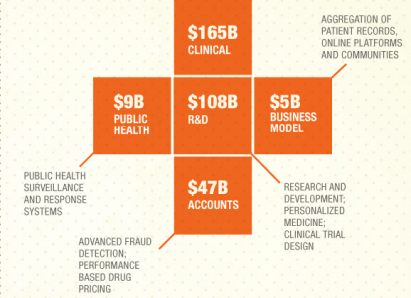 $165B
CLINICAL
AGGREGATION OF
PATIENT RECORDS,
ONLINE PLATFORMS
AND COMMUNITIES
$9B
PUBLIC
HEALTH
$108B
R&D
$5B
BUSINESS
MODEL
PUBLIC HEALTH
SURVEILLANCE
AND RESPONSE
SYSTEMS
$47B
ACCOUNTS
RESEARCH AND
DEVELOPMENT;
PERSONALIZED
MEDICINE;
CLINICAL TRIAL
DESIGN
ADVANCED FRAUD
DETECTION;
PERFORMANCE
BASED DRUG
PRICING